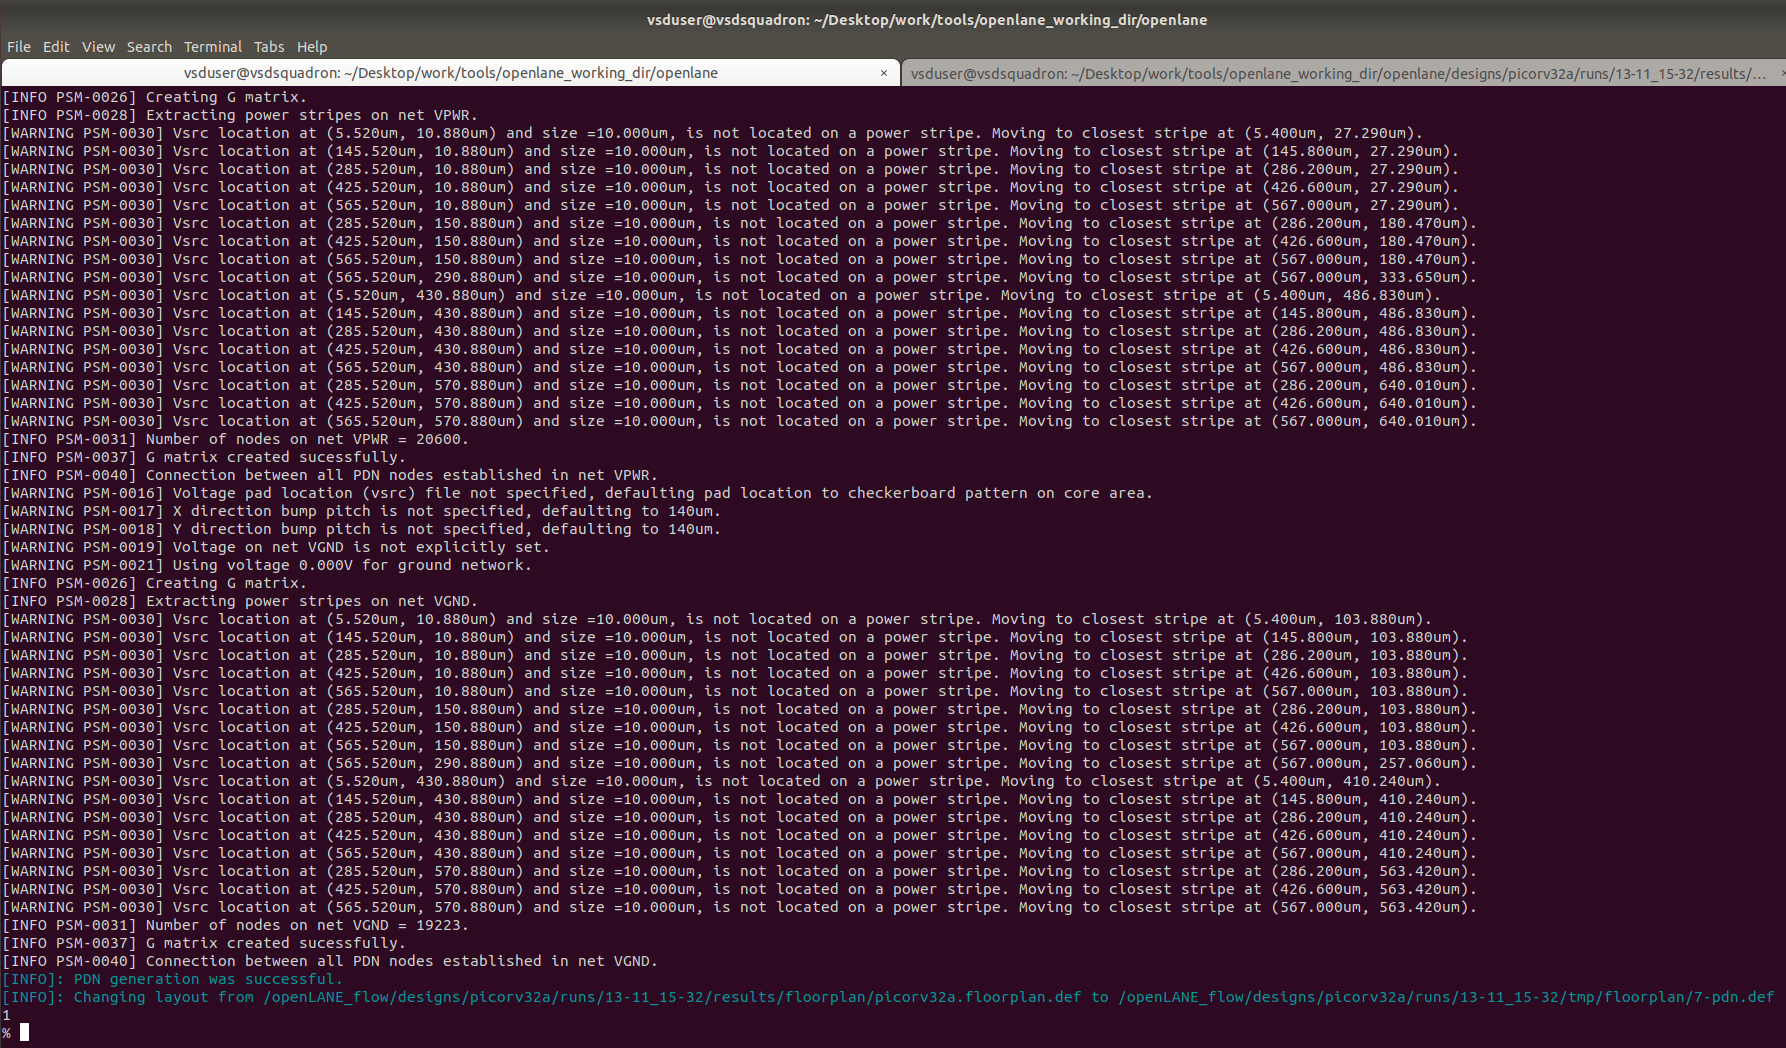 vsduser@vsdsquadron: ~/Desktop/work/tools/openlane_working_dir/openlane
File Edit View Search Terminal Tabs Help
vsduser@vsdsquadron: ~/Desktop/work/tools/openlane_working_dir/openlane × vsduser@vsdsquadron: ~/Desktop/work/tools/openlane_working_dir/openlane/designs/picorv32a/runs/13-11_15-32/results/... ×
[INFO PSM-0026] Creating G matrix.
[INFO PSM-0028] Extracting power stripes on net VPWR.
[WARNING PSM-0030] Vsrc location at (5.520um, 10.880um) and size =10.000um, is not located on a power stripe. Moving to closest stripe at (5.400um, 27.290um).
[WARNING PSM-0030] Vsrc location at (145.520um, 10.880um) and size =10.000um, is not located on a power stripe. Moving to closest stripe at (145.800um, 27.290um).
[WARNING PSM-0030] Vsrc location at (285.520um, 10.880um) and size =10.000um, is not located on a power stripe. Moving to closest stripe at (286.200um, 27.290um).
[WARNING PSM-0030] Vsrc location at (425.520um, 10.880um) and size =10.000um, is not located on a power stripe. Moving to closest stripe at (426.600um, 27.290um).
[WARNING PSM-0030] Vsrc location at (565.520um, 10.880um) and size =10.000um, is not located on a power stripe. Moving to closest stripe at (567.000um, 27.290um).
[WARNING PSM-0030] Vsrc location at (285.520um, 150.880um) and size =10.000um, is not located on a power stripe. Moving to closest stripe at (286.200um, 180.470um).
[WARNING PSM-0030] Vsrc location at (425.520um, 150.880um) and size =10.000um, is not located on a power stripe. Moving to closest stripe at (426.600um, 180.470um).
[WARNING PSM-0030] Vsrc location at (565.520um, 150.880um) and size =10.000um, is not located on a power stripe. Moving to closest stripe at (567.000um, 180.470um).
[WARNING PSM-0030] Vsrc location at (565.520um, 290.880um) and size =10.000um, is not located on a power stripe. Moving to closest stripe at (567.000um, 333.650um).
[WARNING PSM-0030] Vsrc location at (5.520um, 430.880um) and size =10.000um, is not located on a power stripe. Moving to closest stripe at (5.400um, 486.830um).
[WARNING PSM-0030] Vsrc location at (145.520um, 430.880um) and size =10.000um, is not located on a power stripe. Moving to closest stripe at (145.800um, 486.830um).
[WARNING PSM-0030] Vsrc location at (285.520um, 430.880um) and size =10.000um, is not located on a power stripe. Moving to closest stripe at (286.200um, 486.830um).
[WARNING PSM-0030] Vsrc location at (425.520um, 430.880um) and size =10.000um, is not located on a power stripe. Moving to closest stripe at (426.600um, 486.830um).
[WARNING PSM-0030] Vsrc location at (565.520um, 430.880um) and size =10.000um, is not located on a power stripe. Moving to closest stripe at (567.000um, 486.830um).
[WARNING PSM-0030] Vsrc location at (285.520um, 570.880um) and size =10.000um, is not located on a power stripe. Moving to closest stripe at (286.200um, 640.010um).
[WARNING PSM-0030] Vsrc location at (425.520um, 570.880um) and size =10.000um, is not located on a power stripe. Moving to closest stripe at (426.600um, 640.010um).
[WARNING PSM-0030] Vsrc location at (565.520um, 570.880um) and size =10.000um, is not located on a power stripe. Moving to closest stripe at (567.000um, 640.010um).
[INFO PSM-0031] Number of nodes on net VPWR = 20600.
[INFO PSM-0037] G matrix created sucessfully.
[INFO PSM-0040] Connection between all PDN nodes established in net VPWR.
[WARNING PSM-0016] Voltage pad location (vsrc) file not specified, defaulting pad location to checkerboard pattern on core area.
[WARNING PSM-0017] X direction bump pitch is not specified, defaulting to 140um.
[WARNING PSM-0018] Y direction bump pitch is not specified, defaulting to 140um.
[WARNING PSM-0019] Voltage on net VGND is not explicitly set.
[WARNING PSM-0021] Using voltage 0.000V for ground network.
[INFO PSM-0026] Creating G matrix.
[INFO PSM-0028] Extracting power stripes on net VGND.
[WARNING PSM-0030] Vsrc location at (5.520um, 10.880um) and size =10.000um, is not located on a power stripe. Moving to closest stripe at (5.400um, 103.880um).
[WARNING PSM-0030] Vsrc location at (145.520um, 10.880um) and size =10.000um, is not located on a power stripe. Moving to closest stripe at (145.800um, 103.880um).
[WARNING PSM-0030] Vsrc location at (285.520um, 10.880um) and size =10.000um, is not located on a power stripe. Moving to closest stripe at (286.200um, 103.880um).
[WARNING PSM-0030] Vsrc location at (425.520um, 10.880um) and size =10.000um, is not located on a power stripe. Moving to closest stripe at (426.600um, 103.880um).
[WARNING PSM-0030] Vsrc location at (565.520um, 10.880um) and size =10.000um, is not located on a power stripe. Moving to closest stripe at (567.000um, 103.880um).
[WARNING PSM-0030] Vsrc location at (285.520um, 150.880um) and size =10.000um, is not located on a power stripe. Moving to closest stripe at (286.200um, 103.880um).
[WARNING PSM-0030] Vsrc location at (425.520um, 150.880um) and size =10.000um, is not located on a power stripe. Moving to closest stripe at (426.600um, 103.880um).
[WARNING PSM-0030] Vsrc location at (565.520um, 150.880um) and size =10.000um, is not located on a power stripe. Moving to closest stripe at (567.000um, 103.880um).
[WARNING PSM-0030] Vsrc location at (565.520um, 290.880um) and size =10.000um, is not located on a power stripe. Moving to closest stripe at (567.000um, 257.060um).
[WARNING PSM-0030] Vsrc location at (5.520um, 430.880um) and size =10.000um, is not located on a power stripe. Moving to closest stripe at (5.400um, 410.240um).
[WARNING PSM-0030] Vsrc location at (145.520um, 430.880um) and size =10.000um, is not located on a power stripe. Moving to closest stripe at (145.800um, 410.240um).
[WARNING PSM-0030] Vsrc location at (285.520um, 430.880um) and size =10.000um, is not located on a power stripe. Moving to closest stripe at (286.200um, 410.240um).
[WARNING PSM-0030] Vsrc location at (425.520um, 430.880um) and size =10.000um, is not located on a power stripe. Moving to closest stripe at (426.600um, 410.240um).
[WARNING PSM-0030] Vsrc location at (565.520um, 430.880um) and size =10.000um, is not located on a power stripe. Moving to closest stripe at (567.000um, 410.240um).
[WARNING PSM-0030] Vsrc location at (285.520um, 570.880um) and size =10.000um, is not located on a power stripe. Moving to closest stripe at (286.200um, 563.420um).
[WARNING PSM-0030] Vsrc location at (425.520um, 570.880um) and size =10.000um, is not located on a power stripe. Moving to closest stripe at (426.600um, 563.420um).
[WARNING PSM-0030] Vsrc location at (565.520um, 570.880um) and size =10.000um, is not located on a power stripe. Moving to closest stripe at (567.000um, 563.420um).
[INFO PSM-0031] Number of nodes on net VGND = 19223.
[INFO PSM-0037] G matrix created sucessfully.
[INFO PSM-0040] Connection between all PDN nodes established in net VGND.
[INFO]: PDN generation was successful.
[INFO]: Changing layout from /openLANE_flow/designs/picorv32a/runs/13-11_15-32/results/floorplan/picorv32a.floorplan.def to /openLANE_flow/designs/picorv32a/runs/13-11_15-32/tmp/floorplan/7-pdn.def
1
%